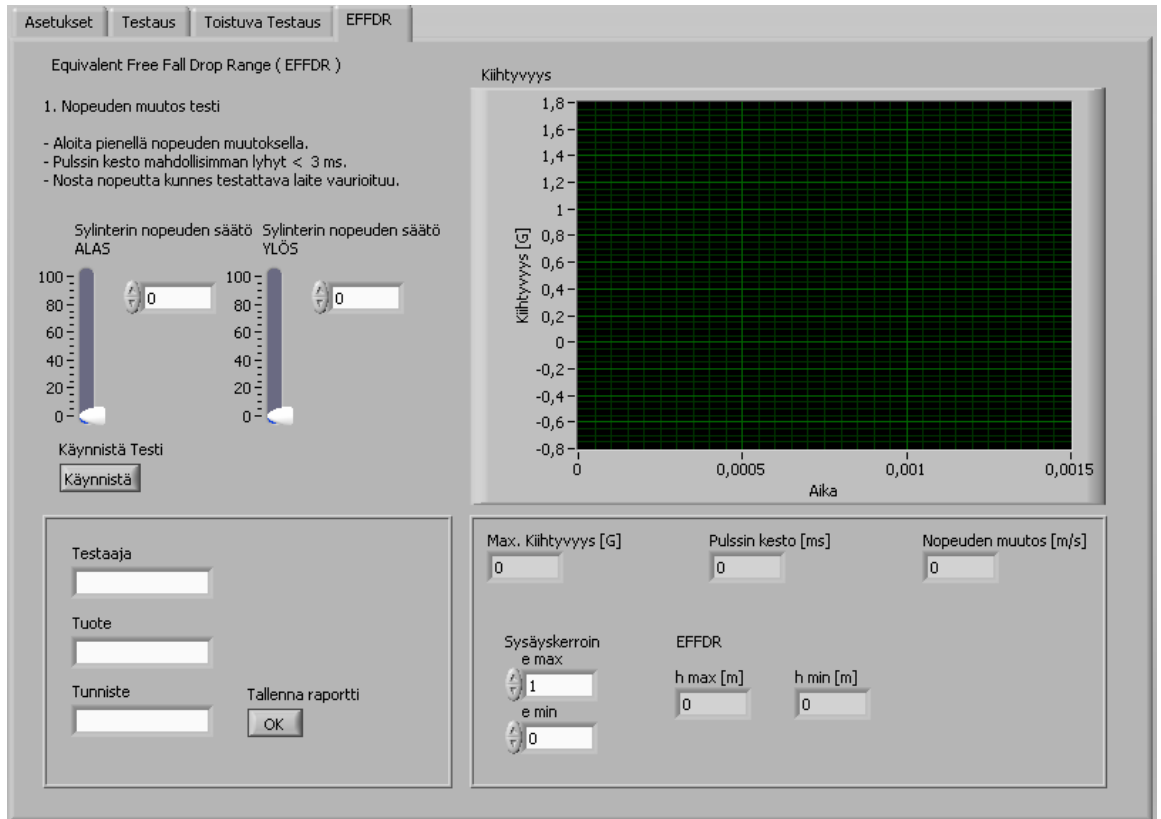 Asetukset
Testaus
Toistuva Testaus
EFFDR
Equivalent Free Fall Drop Range ( EFFDR )
1. Nopeuden muutos testi
- Aloita pienellä nopeuden muutoksella.
- Pulssin kesto mahdollisimman lyhyt < 3 ms.
- Nosta nopeutta kunnes testattava laite vaurioituu.
Sylinterin nopeuden säätö
ALAS
100
80
60
40
20
0
0
Sylinterin nopeuden säätö
YLÖS
100
80
60
40
20
0
0
Käynnistä Testi
Käynnistä
Kiihtyvyys
Kiihtyvyys [G]
1,8
1,6
1,4
1,2
1
0,8
0,6
0,4
0,2
0
-0,2
-0,4
-0,6
-0,8
0
0,0005
0,001
0,0015
Aika
Testaaja
Tuote
Tunniste
Tallenna raportti
OK
Max. Kiihtyvyys [G]
0
Pulssin kesto [ms]
0
Nopeuden muutos [m/s]
0
Sysäyskerroin
e max
1
e min
0
EFFDR
h max [m]
0
h min [m]
0